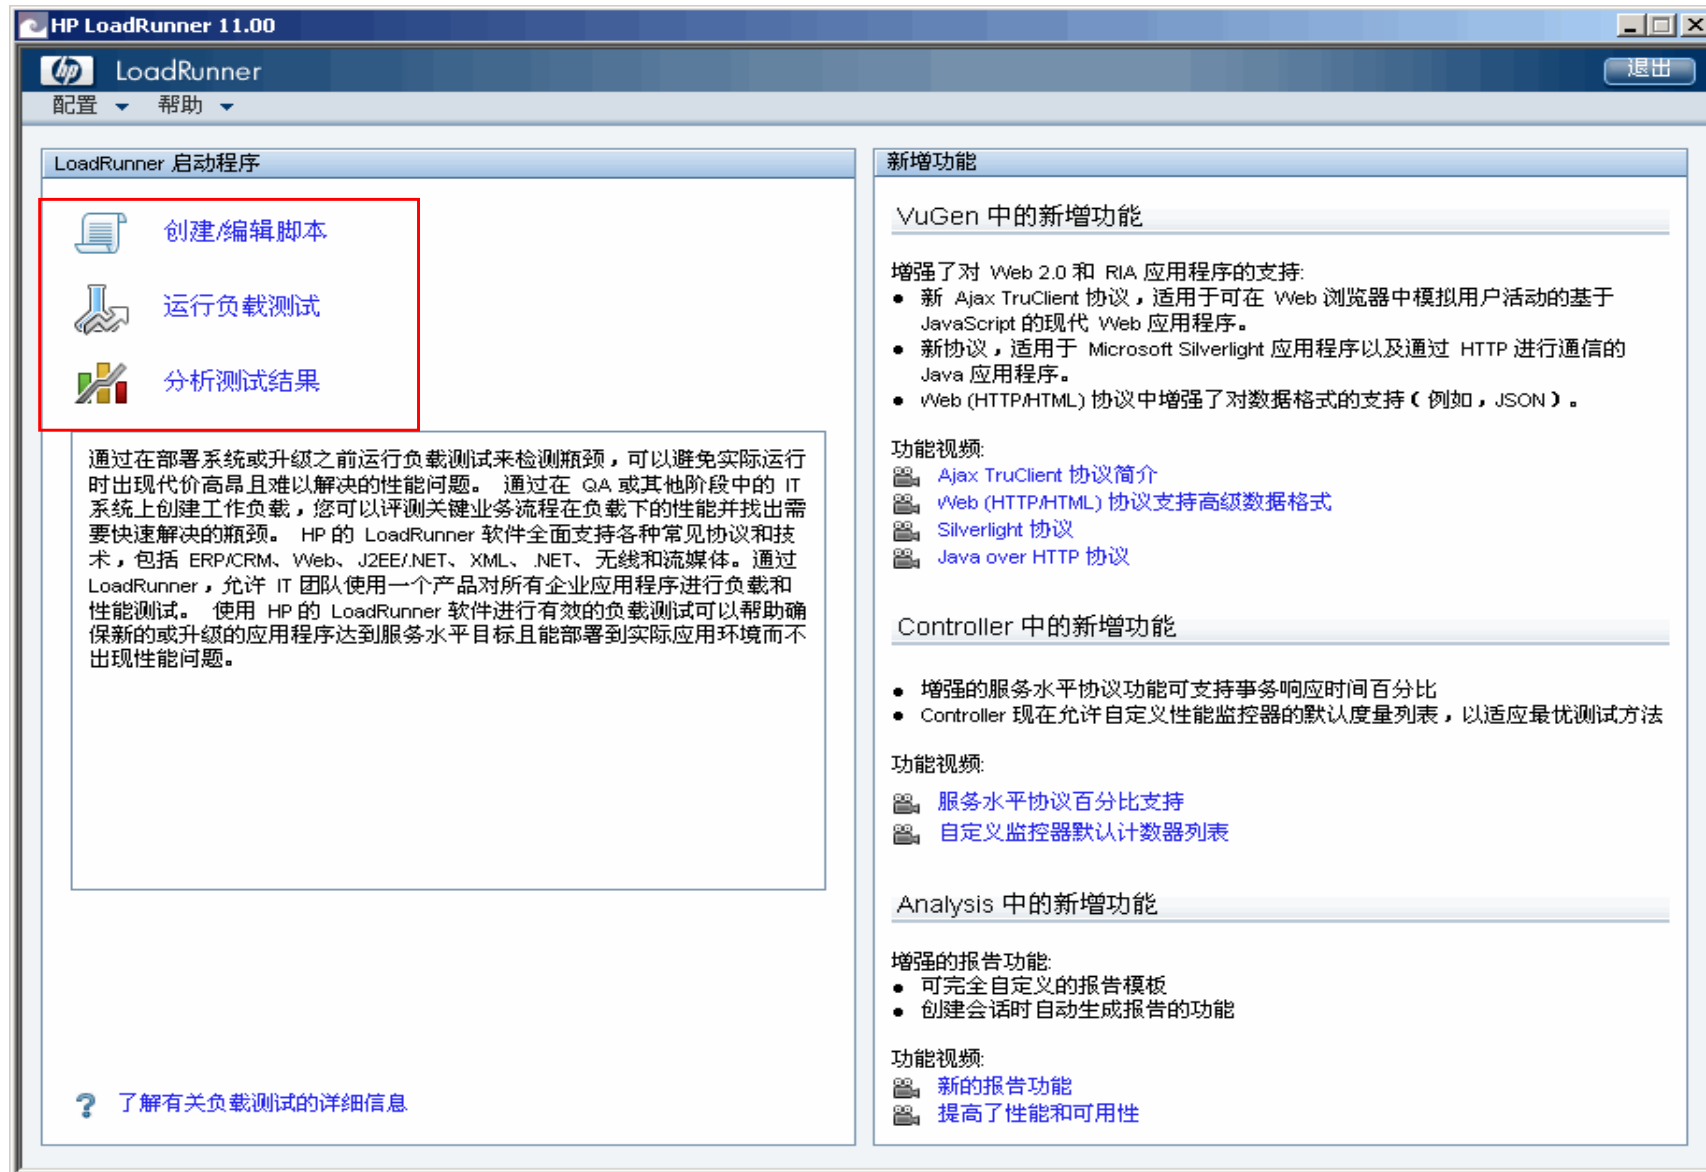 HP LoadRunner 11.00
hp LoadRunner
退出
配置 帮助
LoadRunner 启动程序
创建/编辑脚本
运行负载测试
分析测试结果
通过在部署系统或升级之前运行负载测试来检测瓶颈，可以避免实际运行
时出现代价高昂且难以解决的性能问题。 通过在 QA 或其他阶段中的 IT
系统上创建工作负载，您可以评测关键业务流程在负载下的性能并找出需
要快速解决的瓶颈。 HP 的 LoadRunner 软件全面支持各种常见协议和技
术，包括 ERP/CRM、Web、J2EE/.NET、XML、.NET、无线和流媒体。通过
LoadRunner，允许 IT 团队使用一个产品对所有企业应用程序进行负载和
性能测试。 使用 HP 的 LoadRunner 软件进行有效的负载测试可以帮助确
保新的或升级的应用程序达到服务水平目标且能部署到实际应用环境而不
出现性能问题。
? 了解有关负载测试的详细信息
新增功能
VuGen 中的新增功能
增强了对 Web 2.0 和 RIA 应用程序的支持:
● 新 Ajax TruClient 协议，适用于可在 Web 浏览器中模拟用户活动的基于
JavaScript 的现代 Web 应用程序。
● 新协议，适用于 Microsoft Silverlight 应用程序以及通过 HTTP 进行通信的
Java 应用程序。
● Web (HTTP/HTML) 协议中增强了对数据格式的支持（例如，JSON）。
功能视频:
Ajax TruClient 协议简介
Web (HTTP/HTML) 协议支持高级数据格式
Silverlight 协议
Java over HTTP 协议
Controller 中的新增功能
● 增强的服务水平协议功能可支持事务响应时间百分比
● Controller 现在允许自定义性能监控器的默认度量列表，以适应最优测试方法
功能视频:
服务水平协议百分比支持
自定义监控器默认计数器列表
Analysis 中的新增功能
增强的报告功能:
● 可完全自定义的报告模板
● 创建会话时自动生成报告的功能
功能视频:
新的报告功能
提高了性能和可用性